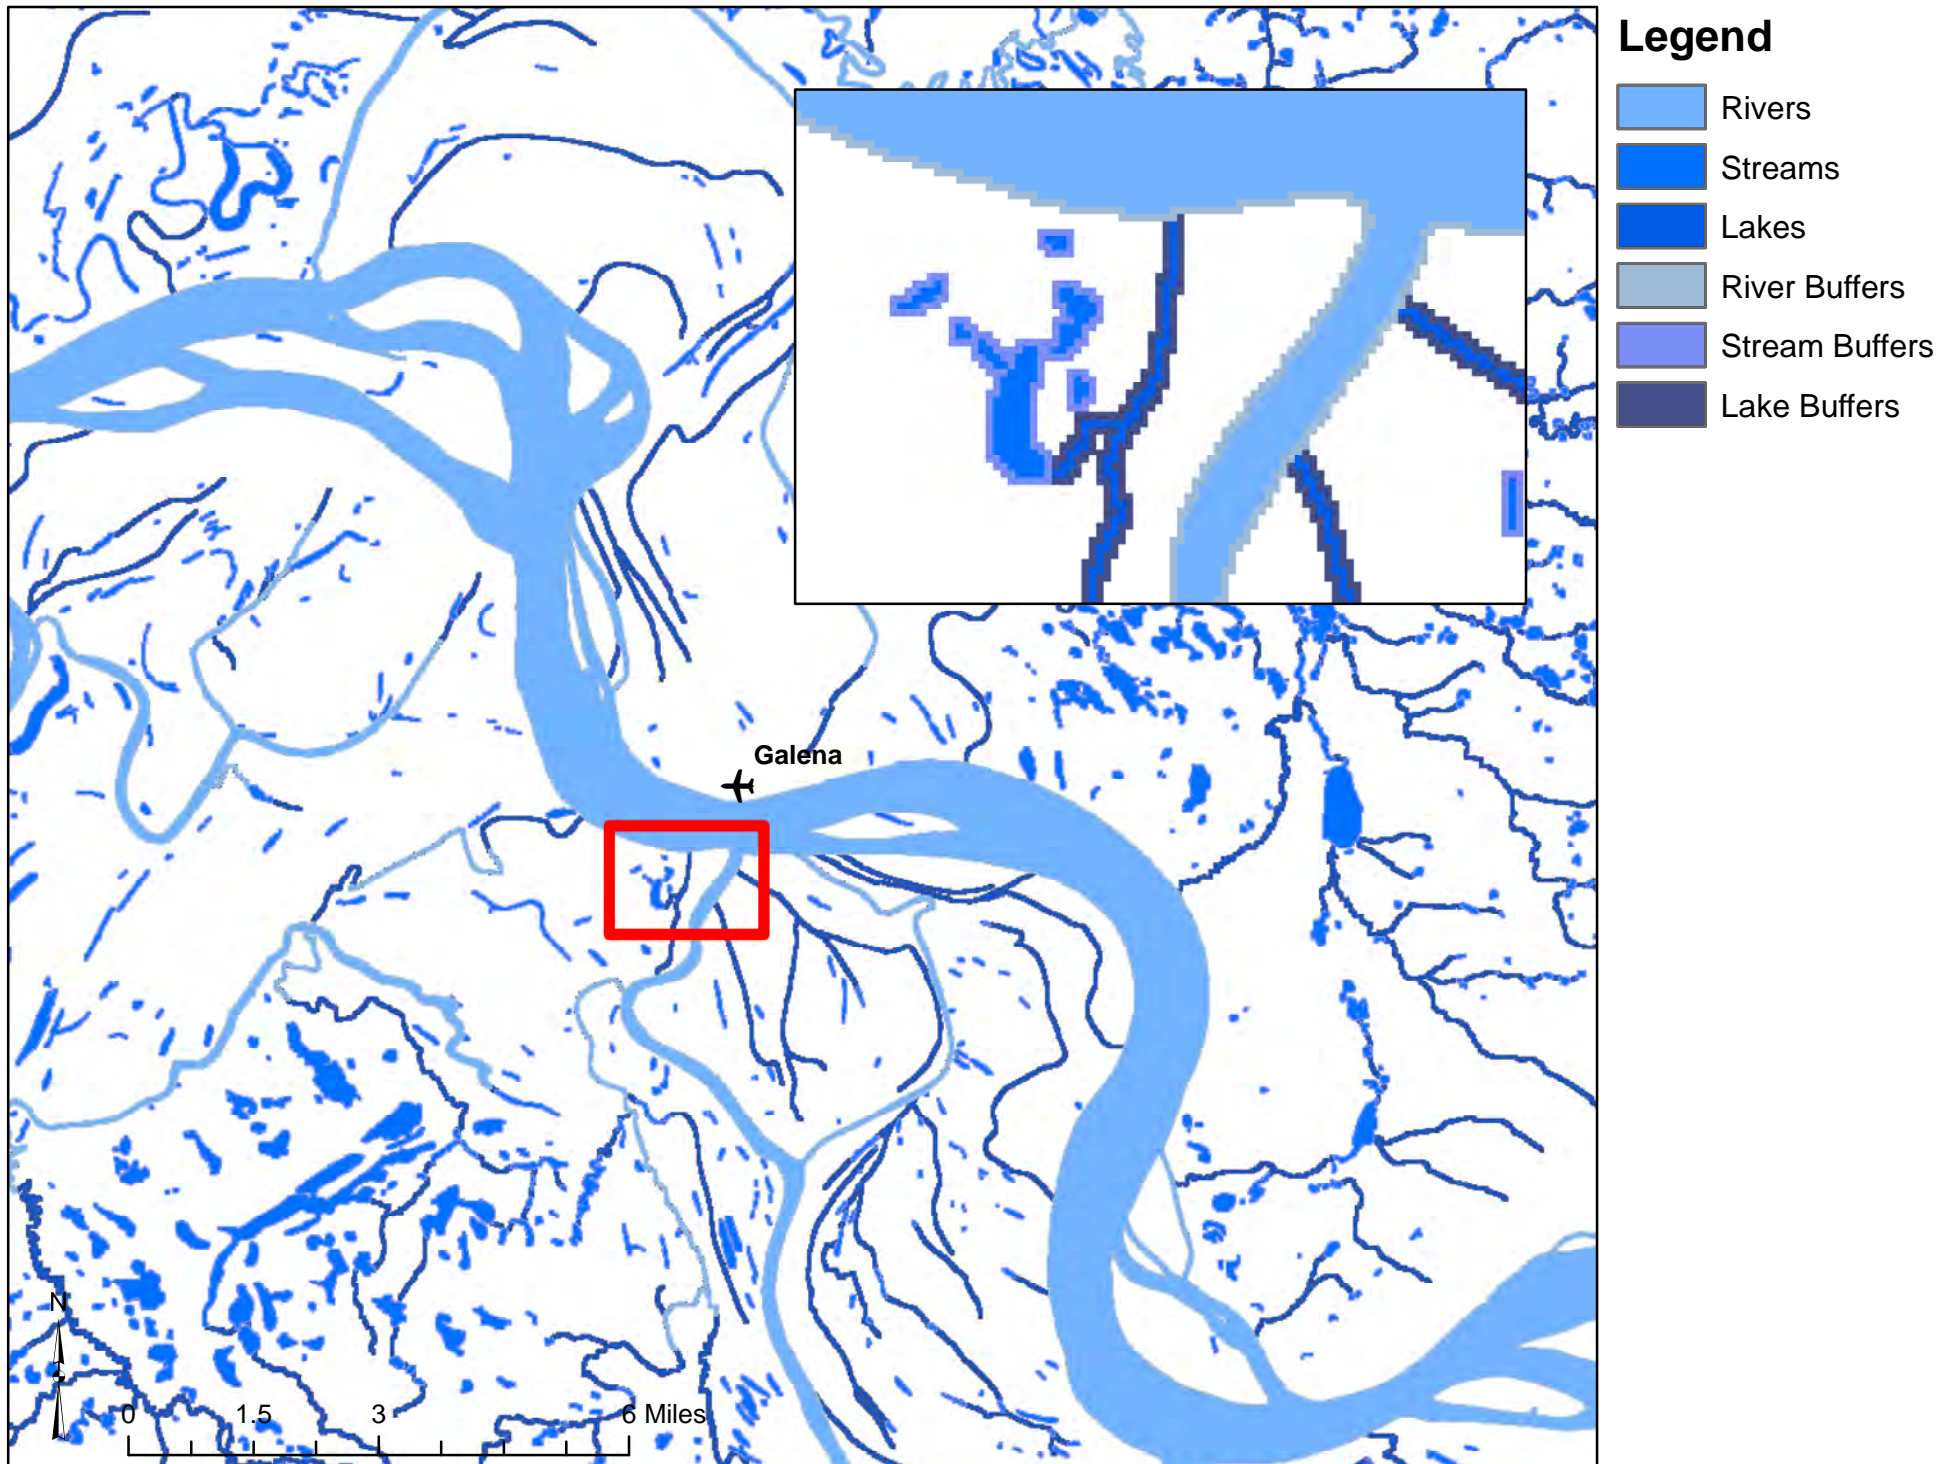 Legend
Rivers
Streams
Lakes
River Buffers
Stream Buffers
Lake Buffers
Galena
N
0 1.5 3 6 Miles